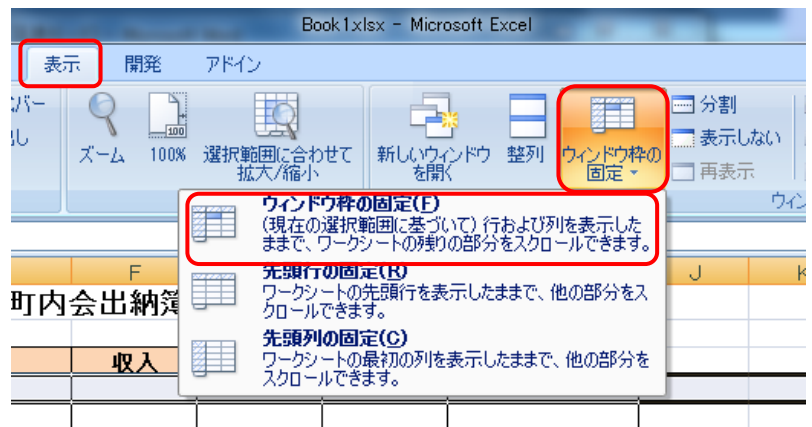 Book1.xlsx - Microsoft Excel
表示 開発 アドイン
ズーム 100% 選択範囲に合わせて
拡大/縮小
新しいウィンドウ
を開く
整列
ウィンドウ枠の
固定
分割
表示しない
再表示
ウィン
ウィンドウ枠の固定(F)
(現在の選択範囲に基づいて) 行および列を表示した
ままで、ワークシートの残りの部分をスクロールできます。
先頭行の固定(R)
ワークシートの先頭行を表示したままで、他の部分をス
クロールできます。
先頭列の固定(C)
ワークシートの最初の列を表示したままで、他の部分を
スクロールできます。
F J K
町内会出納簿
収入